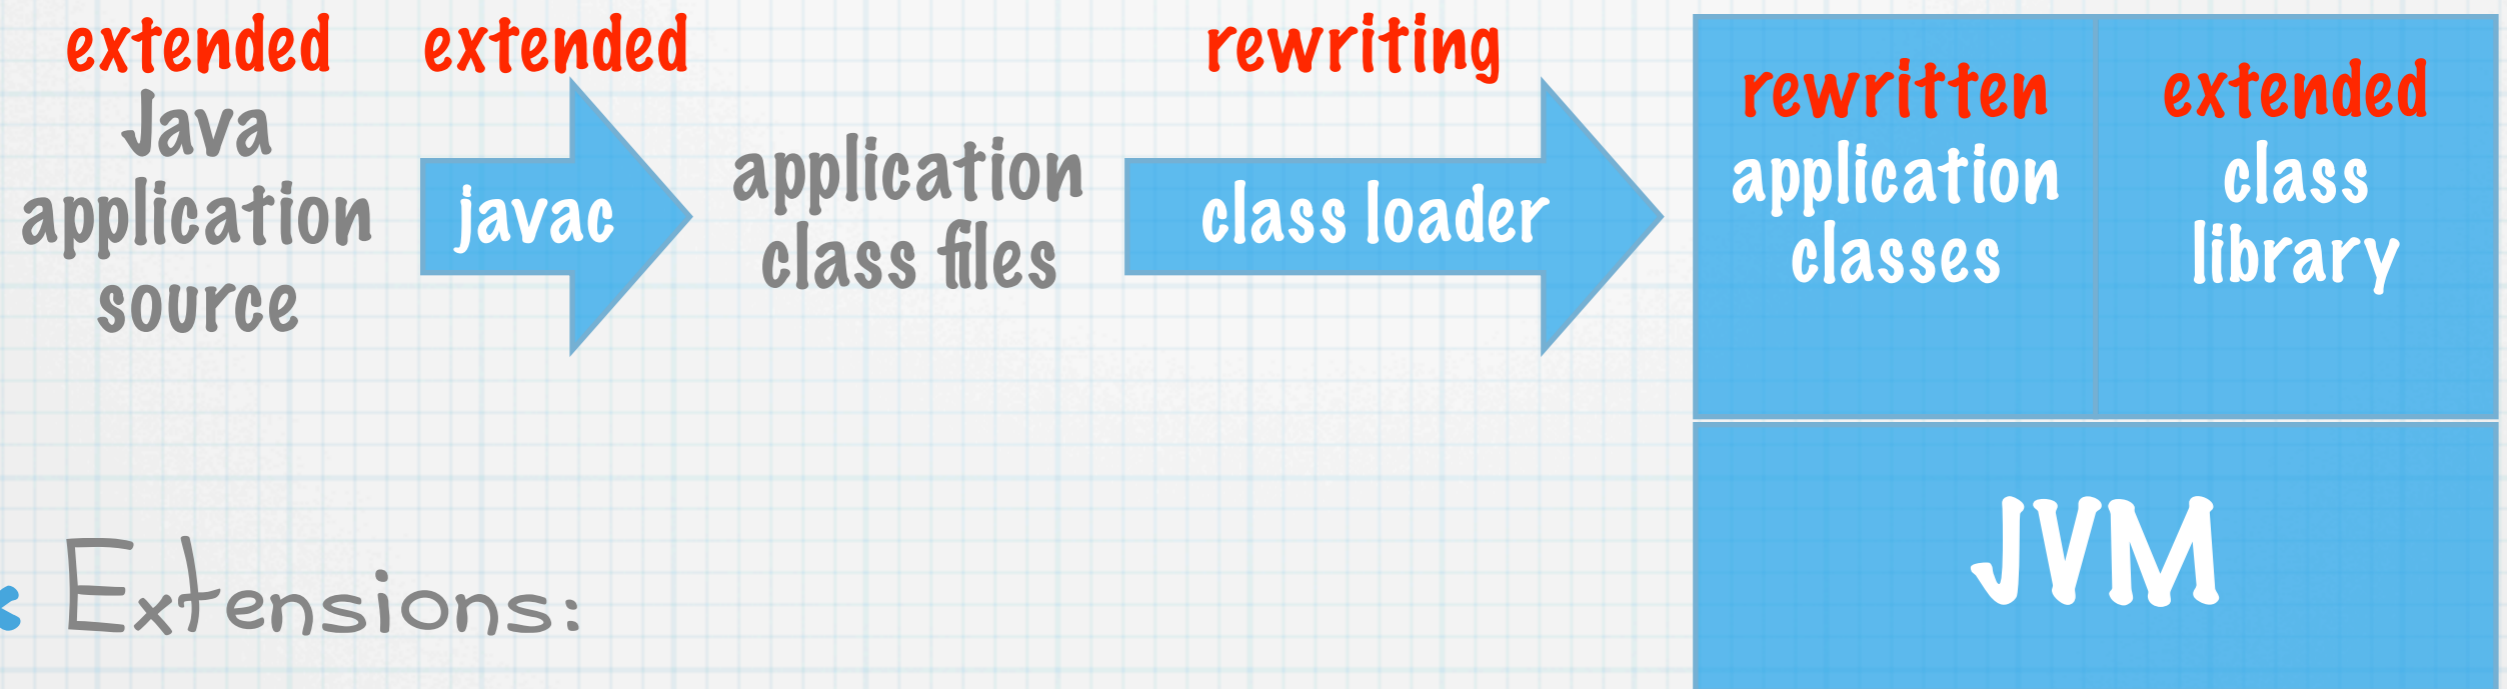 extended
Java
application
source
extended
javac
application
class files
rewriting
class loader
rewritten
application
classes
extended
class
library
JVM
Extensions: